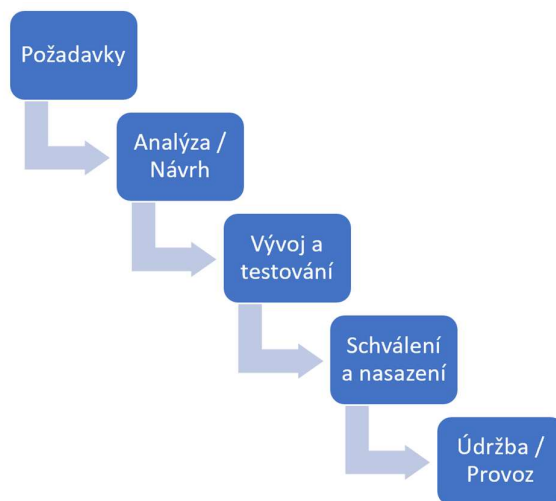 Požadavky
Analýza /
Návrh
Vývoj a
testování
Schválení
a nasazení
Údržba /
Provoz